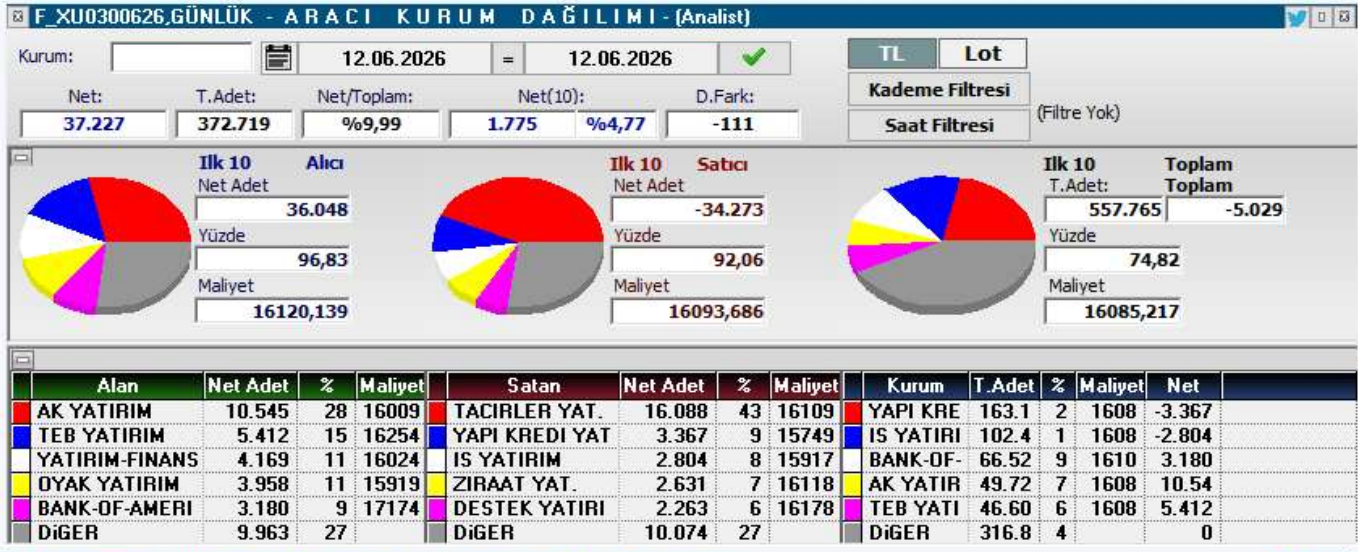 F_XU0300626,GÜNLÜK - ARACI KURUM DAĞILIMI - (Analist)
Kurum: 12.06.2026 = 12.06.2026 TL Lot
Kademe Filtresi
Net: T.Adet: Net/Toplam: Net(10): D.Fark:
37.227 372.719 %9,99 1.775 %4,77 -111
Saat Filtresi (Filtre Yok)
Ilk 10 Alıcı
Net Adet
36.048
Yüzde
96,83
Maliyet
16120,139
Ilk 10 Satıcı
Net Adet
-34.273
Yüzde
92,06
Maliyet
16093,686
Ilk 10 Toplam
T.Adet: Toplam
557.765 -5.029
Yüzde
74,82
Maliyet
16085,217
Alan Net Adet % Maliyet Satan Net Adet % Maliyet Kurum T.Adet % Maliyet Net
AK YATIRIM 10.545 28 16009 TACIRLER YAT. 16.088 43 16109 YAPI KRE 163.1 2 1608 -3.367
TEB YATIRIM 5.412 15 16254 YAPI KREDI YAT 3.367 9 15749 IS YATIRI 102.4 1 1608 -2.804
YATIRIM-FINANS 4.169 11 16024 IS YATIRIM 2.804 8 15917 BANK-OF- 66.52 9 1610 3.180
OYAK YATIRIM 3.958 11 15919 ZIRAAT YAT. 2.631 7 16118 AK YATIR 49.72 7 1608 10.54
BANK-OF-AMERI 3.180 9 17174 DESTEK YATIRI 2.263 6 16178 TEB YATI 46.60 6 1608 5.412
DiĞER 9.963 27 DiĞER 10.074 27 DiĞER 316.8 4 0